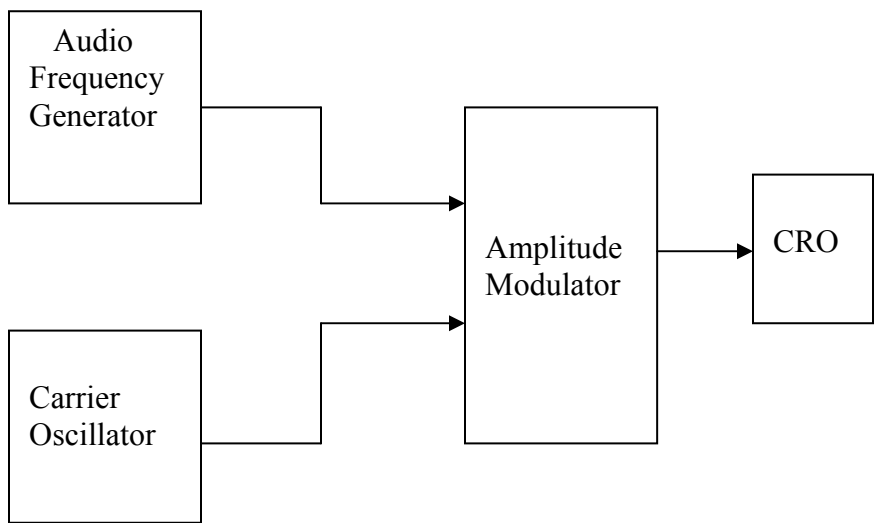 Audio
Frequency
Generator
Amplitude
Modulator
CRO
Carrier
Oscillator